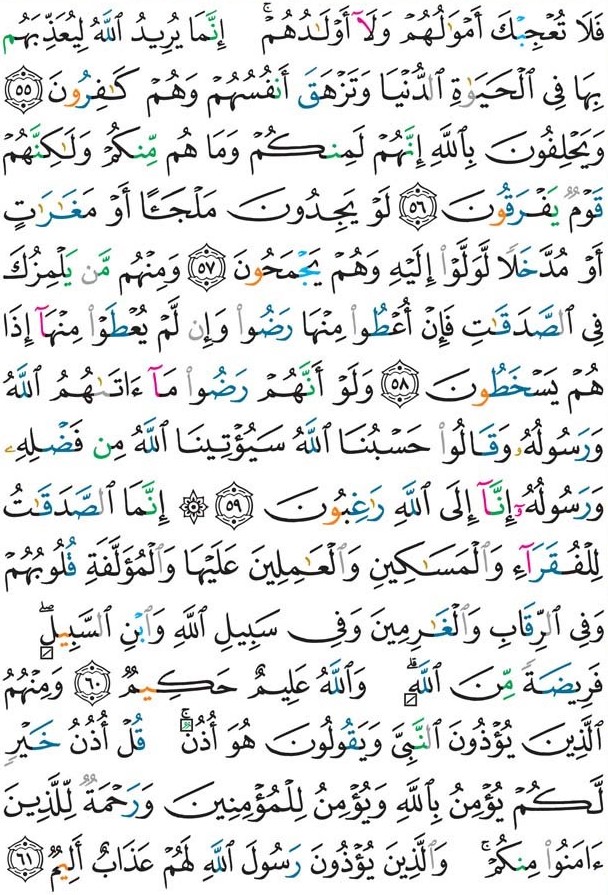 فَلَا تُعۡجِبۡكَ أَمۡوَٰلُهُمۡ وَلَآ أَوۡلَٰدُهُمۡۚ إِنَّمَا يُرِيدُ ٱللَّهُ لِيُعَذِّبَهُم
بِهَا فِي ٱلۡحَيَوٰةِ ٱلدُّنۡيَا وَتَزۡهَقَ أَنفُسُهُمۡ وَهُمۡ كَٰفِرُونَ ٥٥
وَيَحۡلِفُونَ بِٱللَّهِ إِنَّهُمۡ لَمِنكُمۡ وَمَا هُم مِّنكُمۡ وَلَٰكِنَّهُمۡ
قَوۡمٞ يَفۡرَقُونَ ٥٦ لَوۡ يَجِدُونَ مَلۡجَـًٔا أَوۡ مَغَٰرَٰتٍ
أَوۡ مُدَّخَلٗا لَّوَلَّوۡاْ إِلَيۡهِ وَهُمۡ يَجۡمَحُونَ ٥٧ وَمِنۡهُم مَّن يَلۡمِزُكَ
فِي ٱلصَّدَقَٰتِ فَإِنۡ أُعۡطُواْ مِنۡهَا رَضُواْ وَإِن لَّمۡ يُعۡطَوۡاْ مِنۡهَآ إِذَا
هُمۡ يَسۡخَطُونَ ٥٨ وَلَوۡ أَنَّهُمۡ رَضُواْ مَآ ءَاتَىٰهُمُ ٱللَّهُ
وَرَسُولُهُۥ وَقَالُواْ حَسۡبُنَا ٱللَّهُ سَيُؤۡتِينَا ٱللَّهُ مِن فَضۡلِهِۦ
وَرَسُولُهُۥٓ إِنَّآ إِلَى ٱللَّهِ رَٰغِبُونَ ٥٩ ۞ إِنَّمَا ٱلصَّدَقَٰتُ
لِلۡفُقَرَآءِ وَٱلۡمَسَٰكِينِ وَٱلۡعَٰمِلِينَ عَلَيۡهَا وَٱلۡمُؤَلَّفَةِ قُلُوبُهُمۡ
وَفِي ٱلرِّقَابِ وَٱلۡغَٰرِمِينَ وَفِي سَبِيلِ ٱللَّهِ وَٱبۡنِ ٱلسَّبِيلِۖ
فَرِيضَةٗ مِّنَ ٱللَّهِۗ وَٱللَّهُ عَلِيمٌ حَكِيمٞ ٦٠ وَمِنۡهُمُ
ٱلَّذِينَ يُؤۡذُونَ ٱلنَّبِيَّ وَيَقُولُونَ هُوَ أُذُنٞۚ قُلۡ أُذُنُ خَيۡرٖ
لَّكُمۡ يُؤۡمِنُ بِٱللَّهِ وَيُؤۡمِنُ لِلۡمُؤۡمِنِينَ وَرَحۡمَةٞ لِّلَّذِينَ
ءَامَنُواْ مِنكُمۡۚ وَٱلَّذِينَ يُؤۡذُونَ رَسُولَ ٱللَّهِ لَهُمۡ عَذَابٌ أَلِيمٞ ٦١